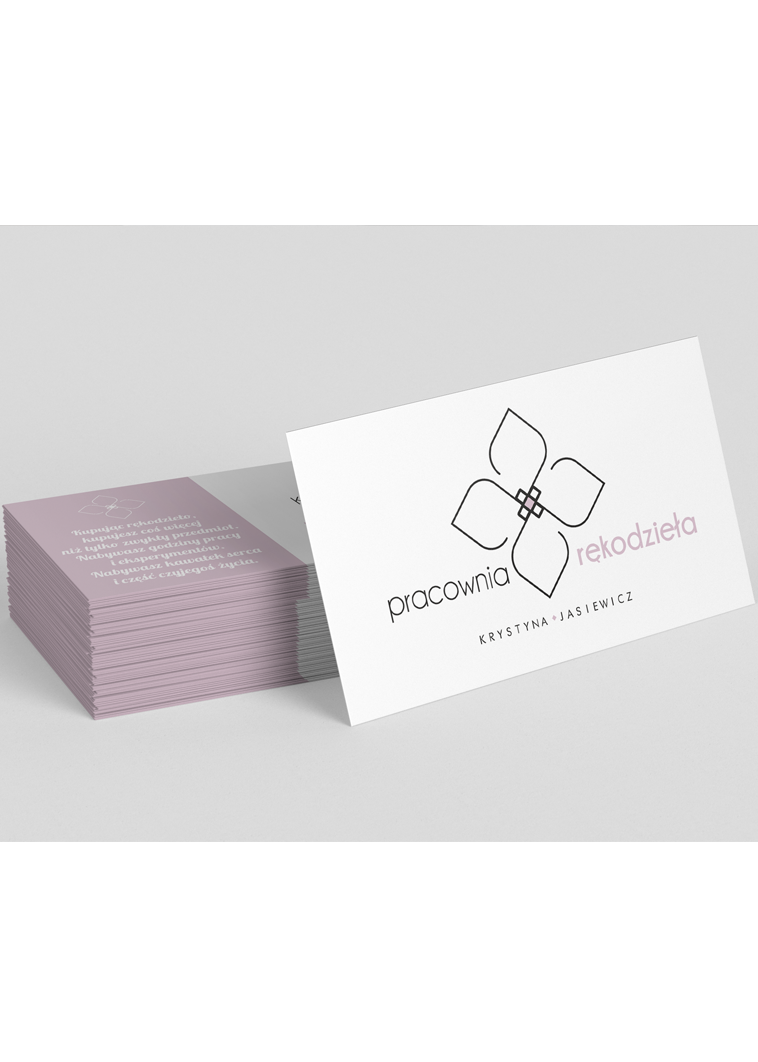 Kupując rękodzieło,
kupujesz coś więcej
niż tylko zwykły przedmiot.
Nabywasz godziny pracy
i eksperymentów.
Nabywasz kawałek serca
i część czyjegoś życia.
pracownia rękodzieła
KRYSTYNA JASIEWICZ